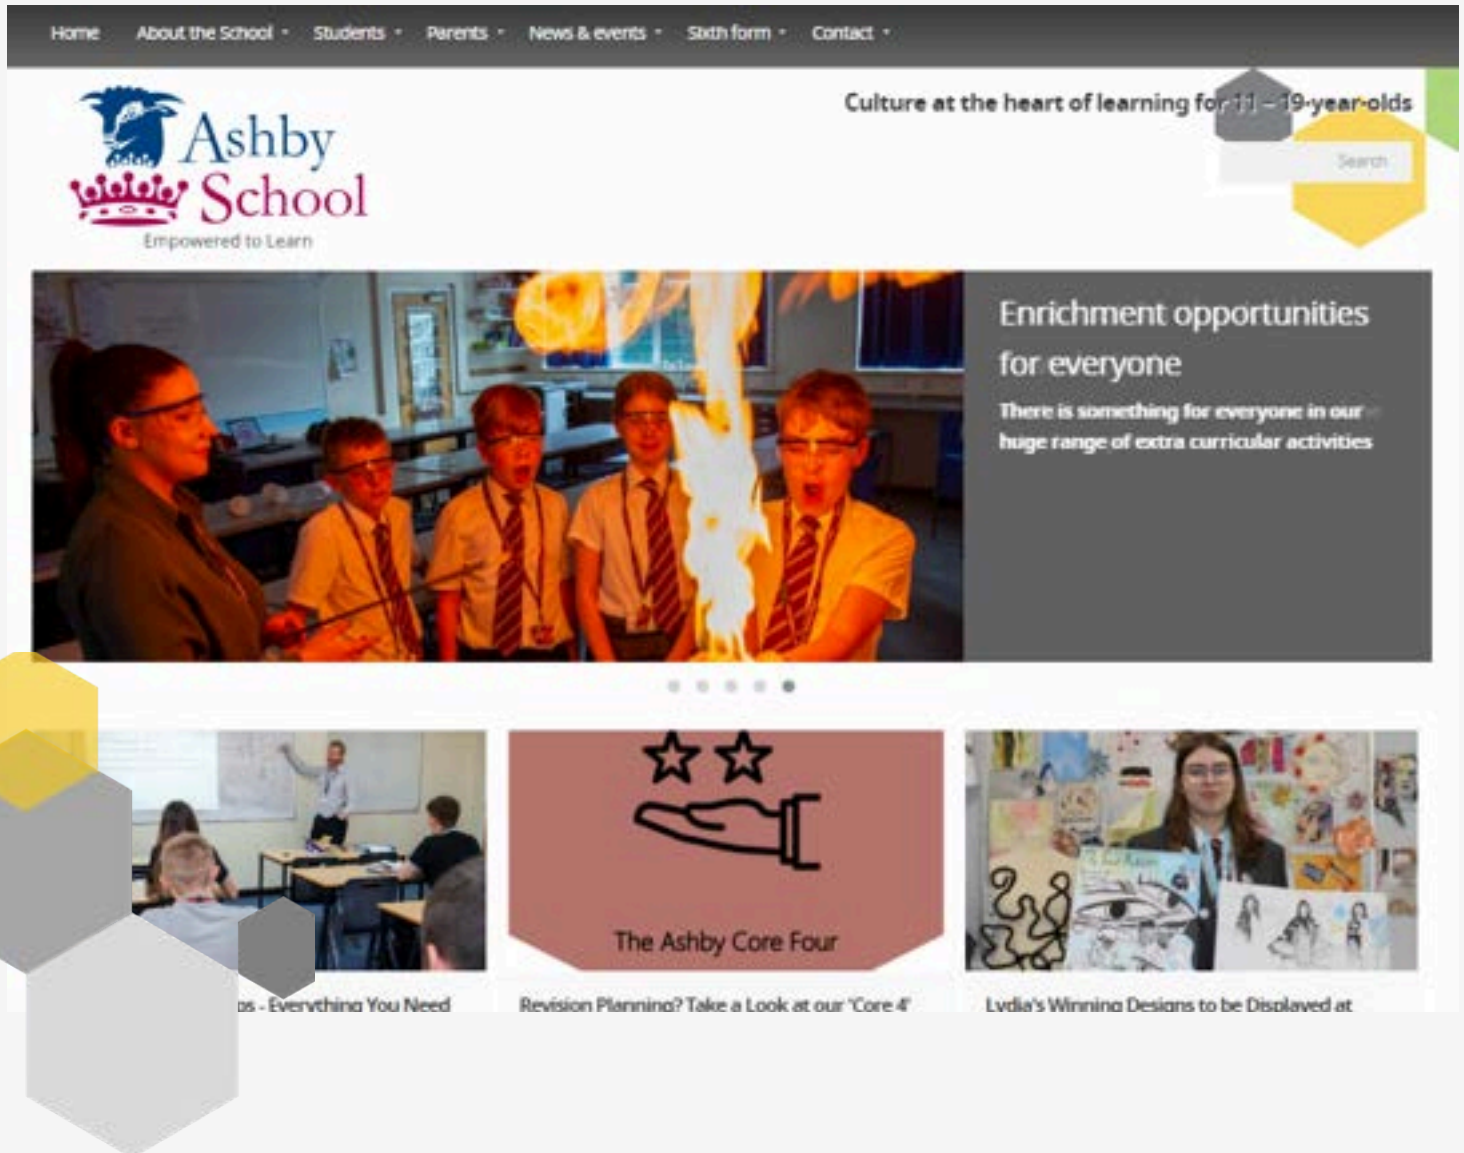 Home About the School Students Parents News & events Sixth form Contact
Culture at the heart of learning for 11 – 19-year-olds
Search
Ashby
School
Empowered to Learn
Enrichment opportunities
for everyone
There is something for everyone in our
huge range of extra curricular activities
The Ashby Core Four
- Everything You Need
Revision Planning? Take a Look at our 'Core 4'
Lydia's Winning Designs to be Displayed at